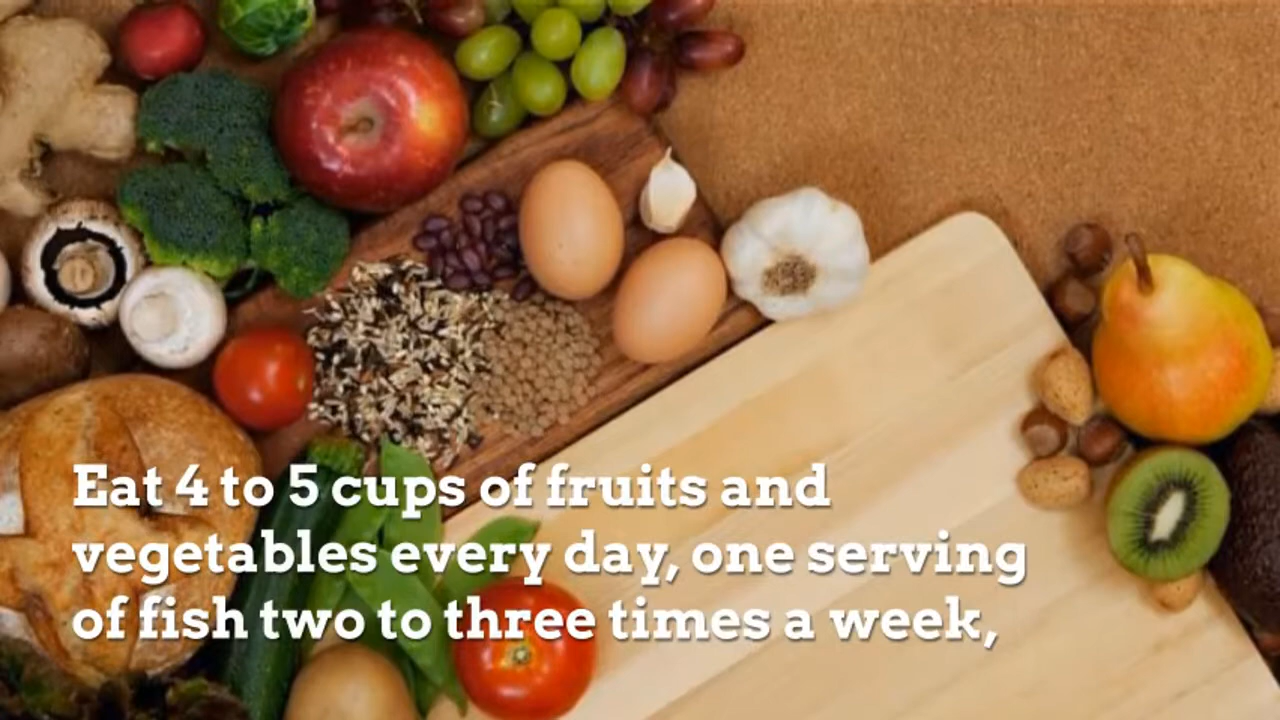 Eat 4 to 5 cups of fruits and
vegetables every day, one serving
of fish two to three times a week,